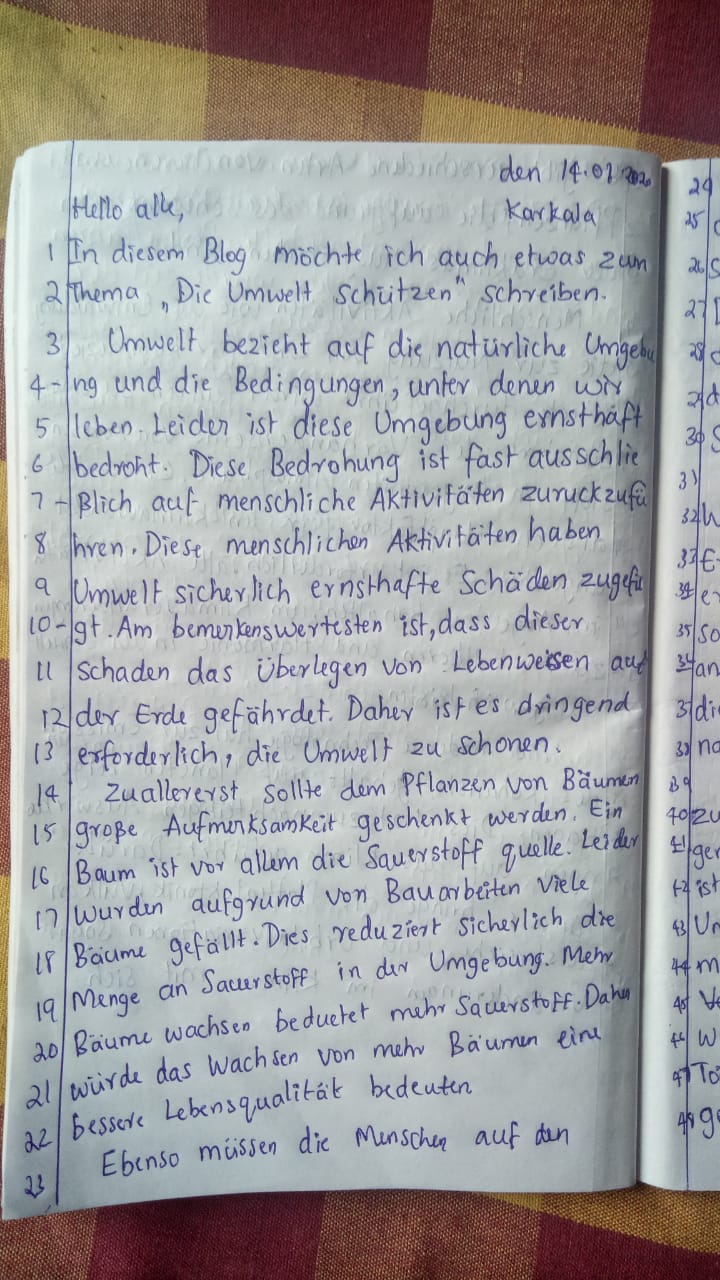 den 14.07 2020
Hello alle,
Karkala
1 In diesem Blog möchte ich auch etwas zum
2 Thema „Die Umwelt schützen" schreiben.
3 Umwelt bezieht auf die natürliche Umgebu
4- ng und die Bedingungen, unter denen wir
5 leben. Leider ist diese Umgebung ernsthaft
6 bedroht. Diese Bedrohung ist fast ausschlie
7- ßlich auf menschliche Aktivitäten zuruckzufü
8 hren. Diese menschlichen Aktivitäten haben
9 Umwelt sicherlich ernsthafte Schäden zugefü
10- gt. Am bemerkenswertesten ist, dass dieser
11 schaden das Überlegen von Lebenweisen auf
12 der Erde gefährdet. Daher ist es dringend
13 erforderlich, die Umwelt zu schonen.
14 Zuallererst sollte dem Pflanzen von Bäumen
15 große Aufmerksamkeit geschenkt werden. Ein
16 Baum ist vor allem die Sauerstoff quelle. Leider
17 wurden aufgrund von Bauarbeiten viele
18 Bäume gefällt. Dies reduziert sicherlich die
19 Menge an Sauerstoff in der Umgebung. Mehr
20 Bäume wachsen beduetet mehr Sauerstoff. Daher
21 würde das Wachsen von mehr Bäumen eine
22 bessere Lebensqualität bedeuten
23 Ebenso müssen die Menschen auf den
24
25
26 S
27
28
29 d
30 S
31
32
33 E
34 er
35 so
an
37 di
38 na
39
40 zu
41 ger
42 ist
43 Un
44 m
45 Ve
46 W
47 To
48 g